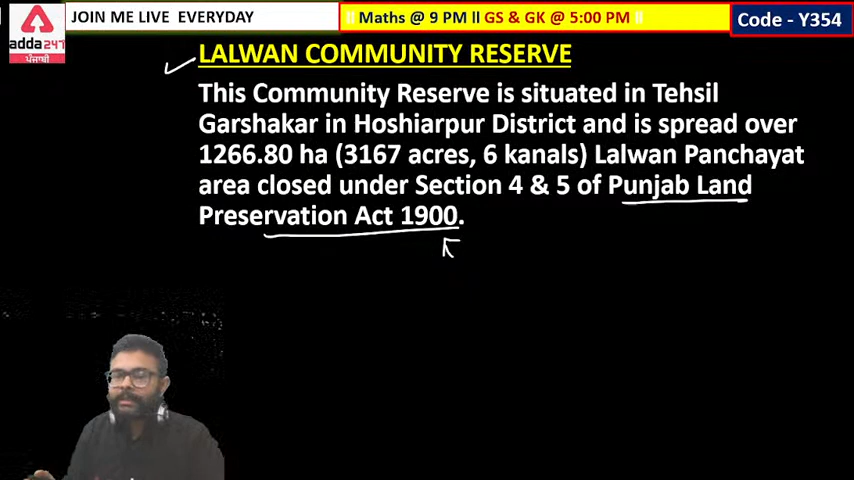 JOIN ME LIVE EVERYDAY
॥ Maths @ 9 PM ll GS & GK @ 5:00 PM ॥
Code - Y354
adda247
ਪੰਜਾਬੀ
LALWAN COMMUNITY RESERVE
This Community Reserve is situated in Tehsil
Garshakar in Hoshiarpur District and is spread over
1266.80 ha (3167 acres, 6 kanals) Lalwan Panchayat
area closed under Section 4 & 5 of Punjab Land
Preservation Act 1900.